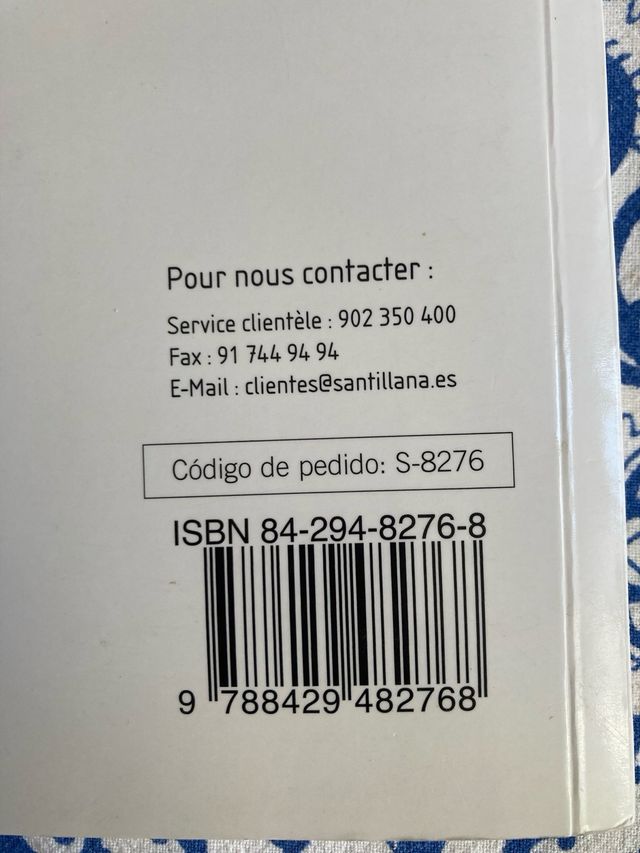 Pour nous contacter :
Service clientèle : 902 350 400
Fax : 91 744 94 94
E-Mail : clientes@santillana.es
Código de pedido: S-8276
ISBN 84-294-8276-8
9 788429 482768